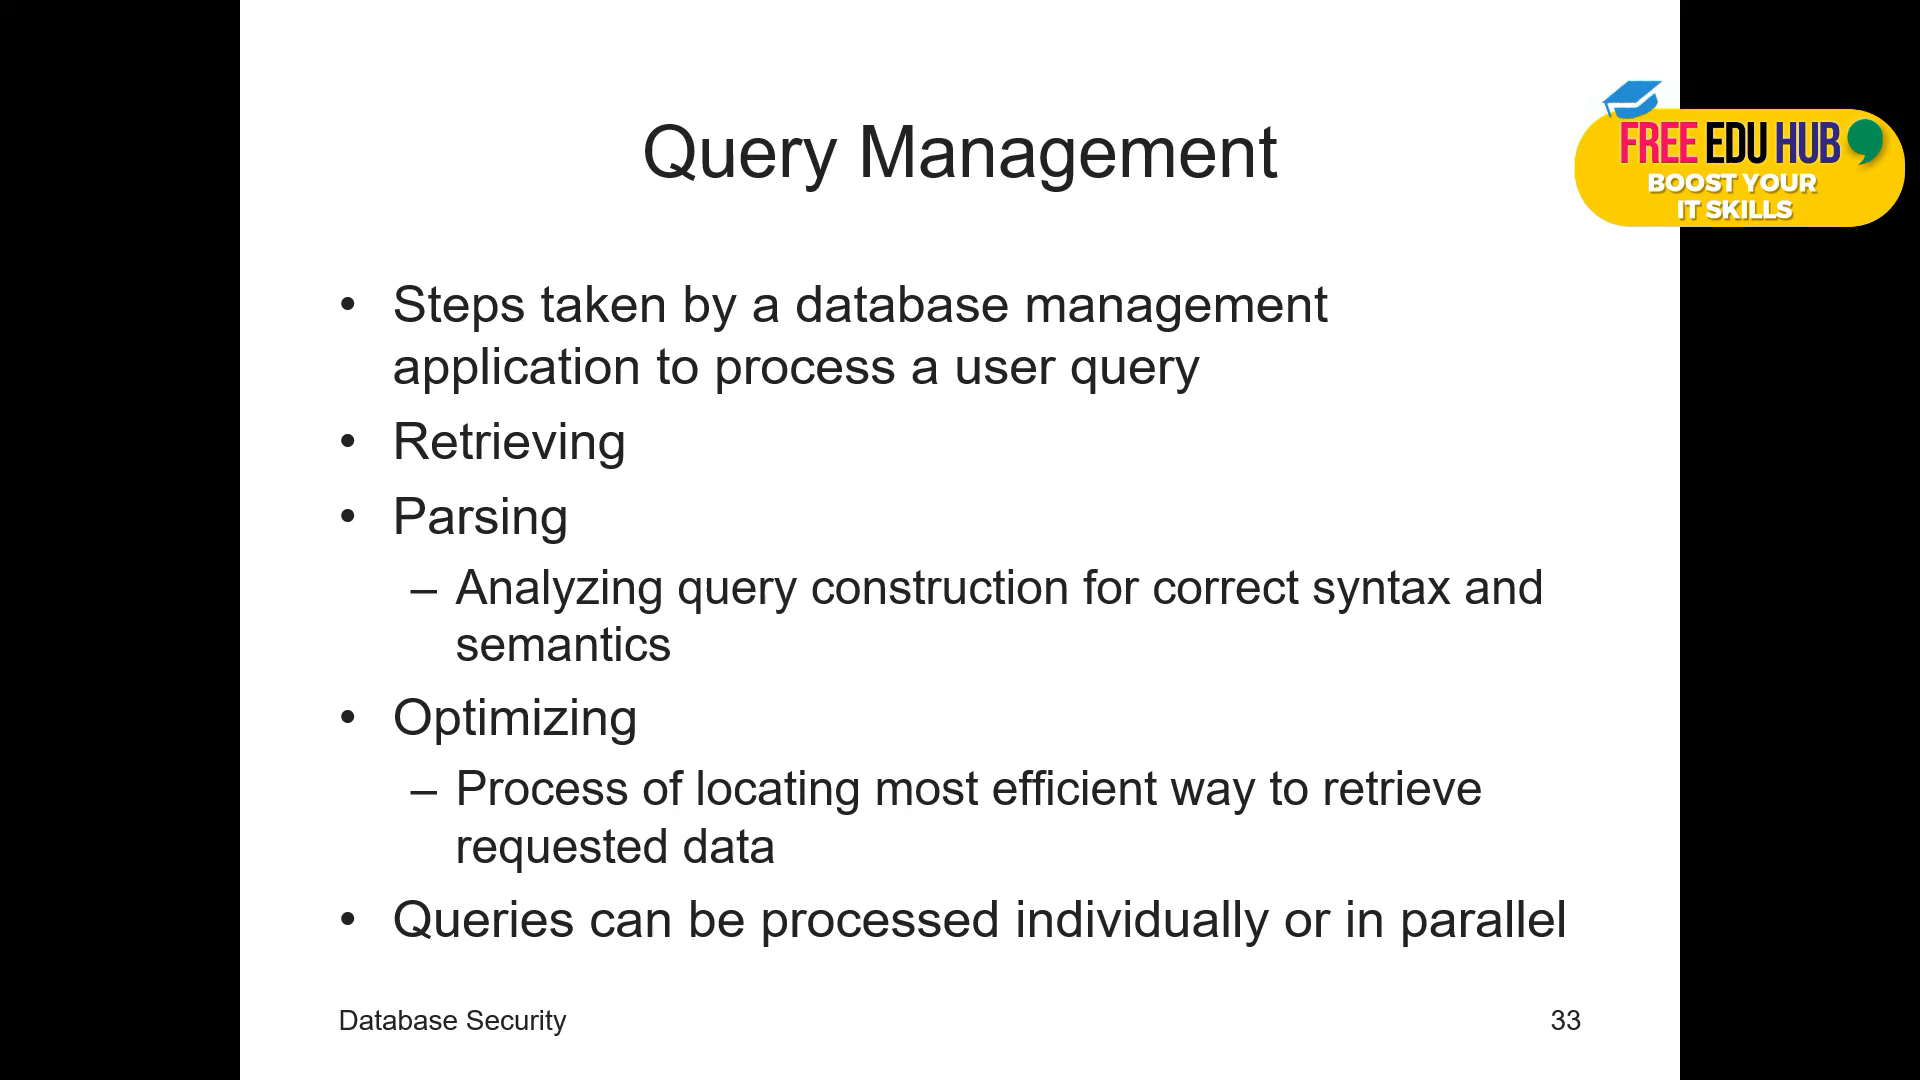 Query Management
FREE EDU HUB
BOOST YOUR
IT SKILLS
• Steps taken by a database management
application to process a user query
• Retrieving
• Parsing
– Analyzing query construction for correct syntax and
semantics
• Optimizing
– Process of locating most efficient way to retrieve
requested data
• Queries can be processed individually or in parallel
Database Security
33